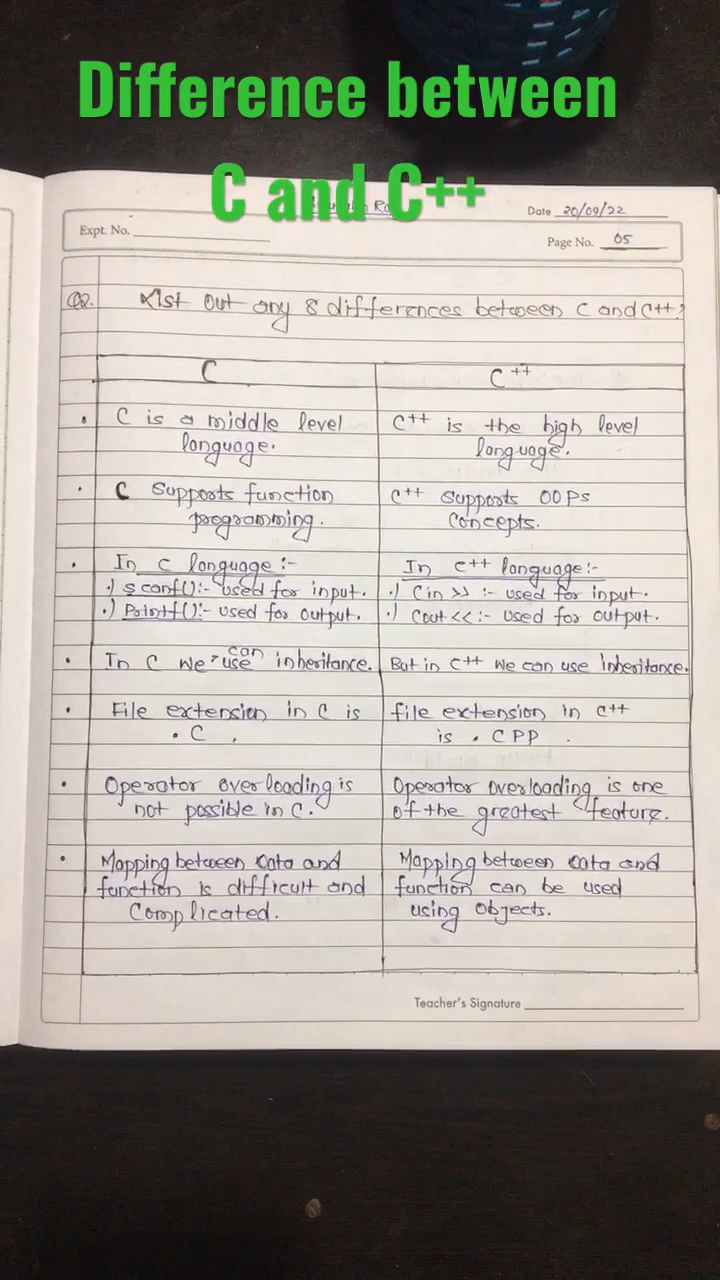 Difference between
C and C++
Date 20/09/22
Expt. No.
Page No. 05
Q2. List out any 8 differences between C and C++?
C
C++
• C is a middle level
language.
C++ is the high level
language.
• C Supports function
programming.
C++ supports OOPs
Concepts.
• In C language :-
·) Scanf():- used for input.
·) Printf():- used for output.
In C++ language:-
·) Cin >> :- used for input.
·) Cout << :- used for output.
• In C we can use inheritance.
But in C++ we can use Inheritance.
• File extension in C is
.C .
file extension in C++
is . CPP .
• Operator overloading is
not possible in C.
Operator overloading is one
of the greatest feature.
• Mapping between Data and
function is difficult and
Complicated.
Mapping between Data and
function can be used
using Objects.
Teacher's Signature